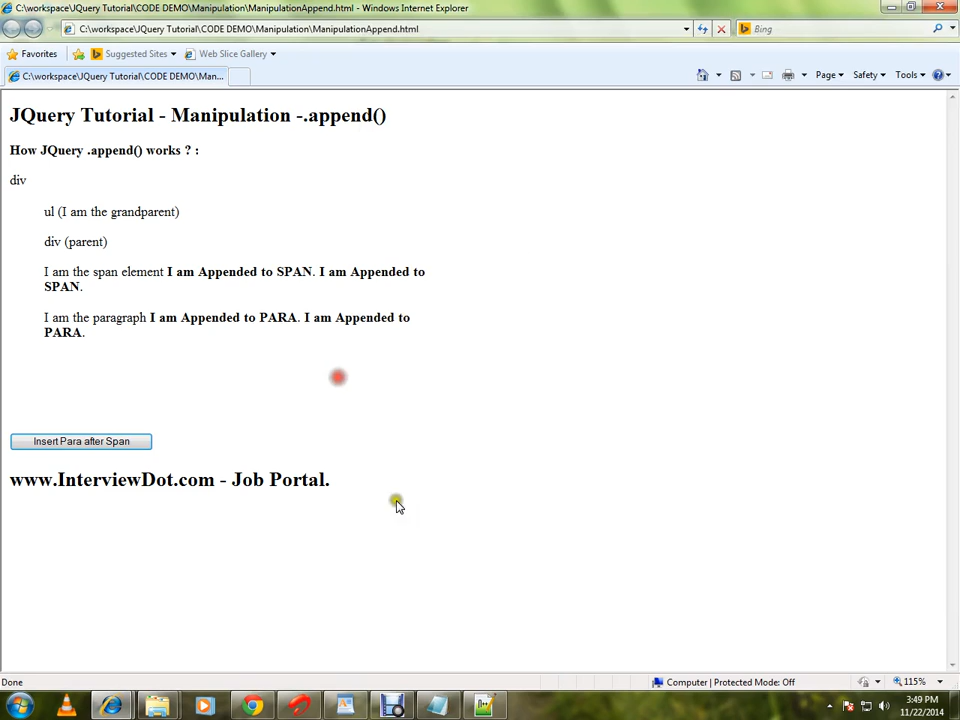 C:\workspace\JQuery Tutorial\CODE DEMO\Manipulation\ManipulationAppend.html - Windows Internet Explorer
C:\workspace\JQuery Tutorial\CODE DEMO\Manipulation\ManipulationAppend.html
Bing
Favorites Suggested Sites Web Slice Gallery
C:\workspace\JQuery Tutorial\CODE DEMO\Man...
Page Safety Tools
JQuery Tutorial - Manipulation -.append()
How JQuery .append() works ? :
div
ul (I am the grandparent)
div (parent)
I am the span element I am Appended to SPAN. I am Appended to
SPAN.
I am the paragraph I am Appended to PARA. I am Appended to
PARA.
Insert Para after Span
www.InterviewDot.com - Job Portal.
Done
Computer | Protected Mode: Off
115%
3:49 PM
11/22/2014